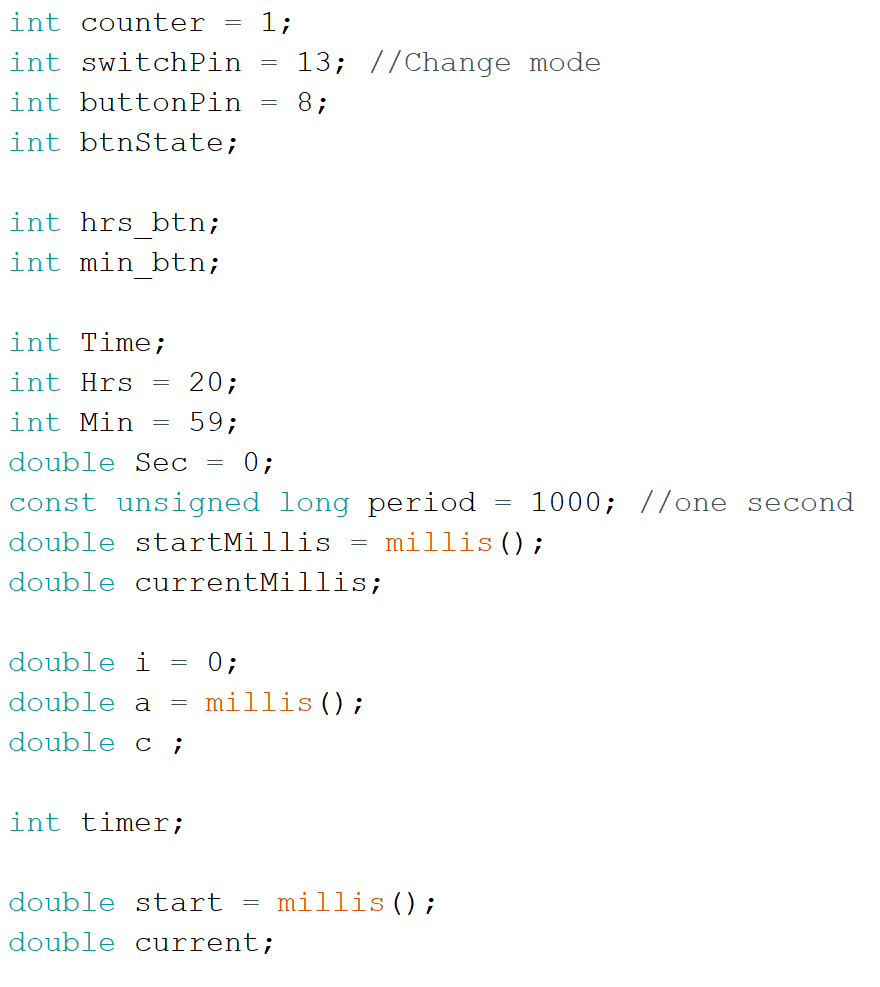 int counter = 1;
int switchPin = 13; //Change mode
int buttonPin = 8;
int btnState;
int hrs_btn;
int min_btn;
int Time;
int Hrs = 20;
int Min = 59;
double Sec = 0;
const unsigned long period = 1000; //one second
double startMillis = millis();
double currentMillis;
double i = 0;
double a = millis();
double c ;
int timer;
double start = millis();
double current;